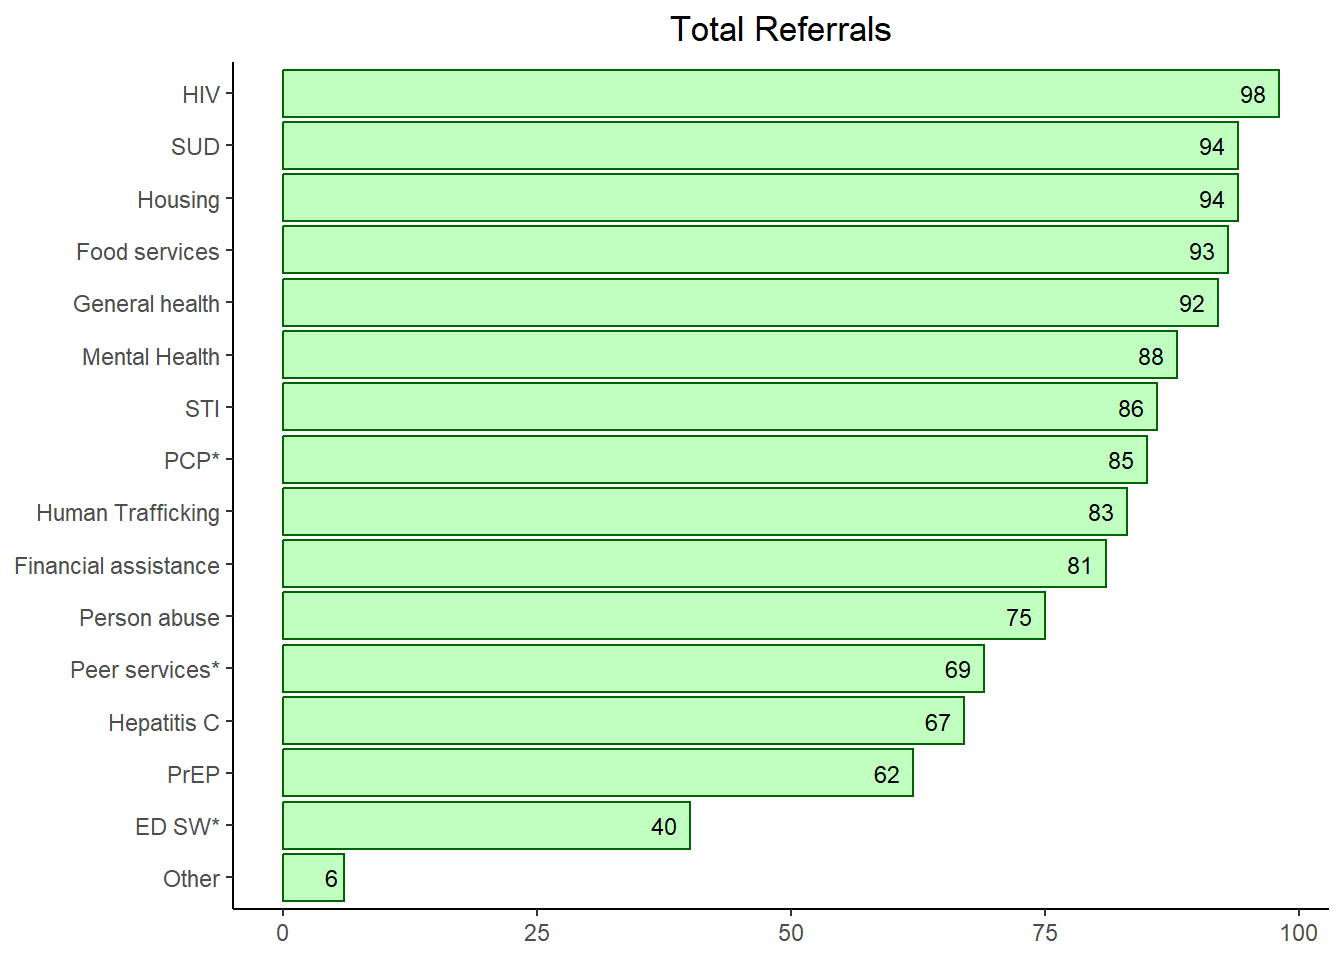 Total Referrals
HIV 98
SUD 94
Housing 94
Food services 93
General health 92
Mental Health 88
STI 86
PCP* 85
Human Trafficking 83
Financial assistance 81
Person abuse 75
Peer services* 69
Hepatitis C 67
PrEP 62
ED SW* 40
Other 6
0 25 50 75 100